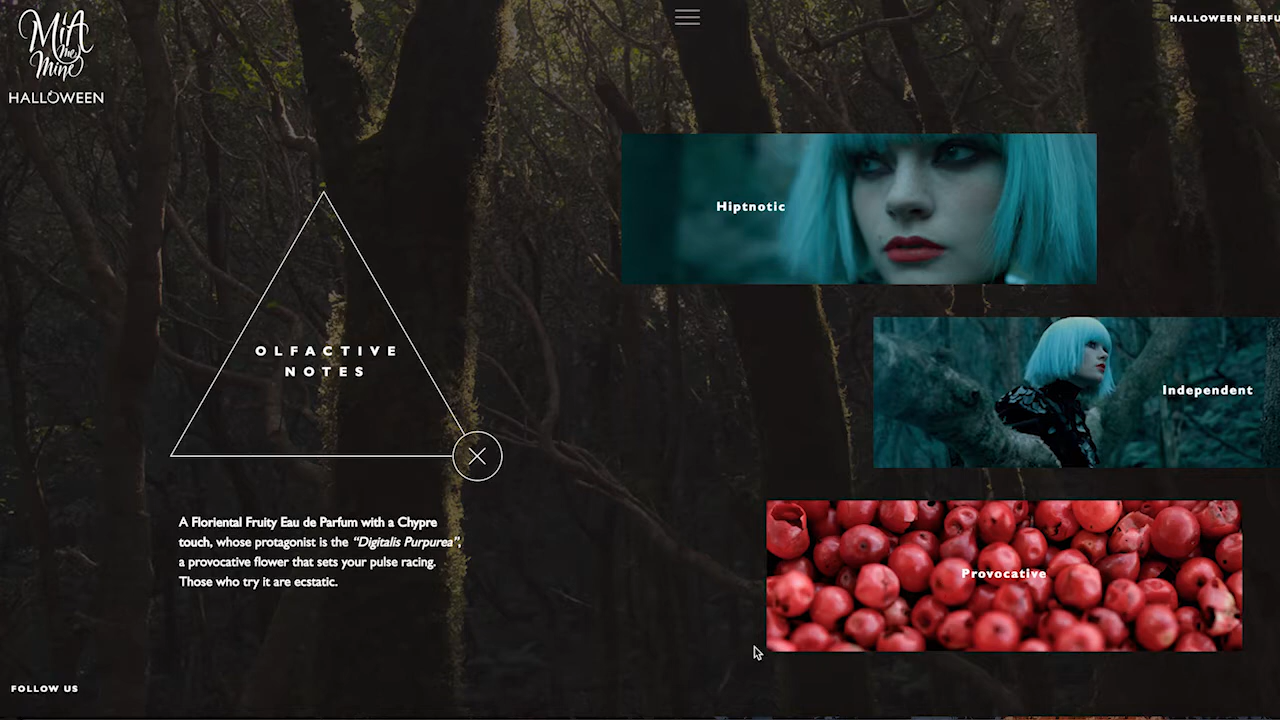 MiA
me
Mine
HALLOWEEN
HALLOWEEN PERFU
Hiptnotic
OLFACTIVE
NOTES
Independent
A Floriental Fruity Eau de Parfum with a Chypre
touch, whose protagonist is the “Digitalis Purpurea”,
a provocative flower that sets your pulse racing.
Those who try it are ecstatic.
Provocative
FOLLOW US